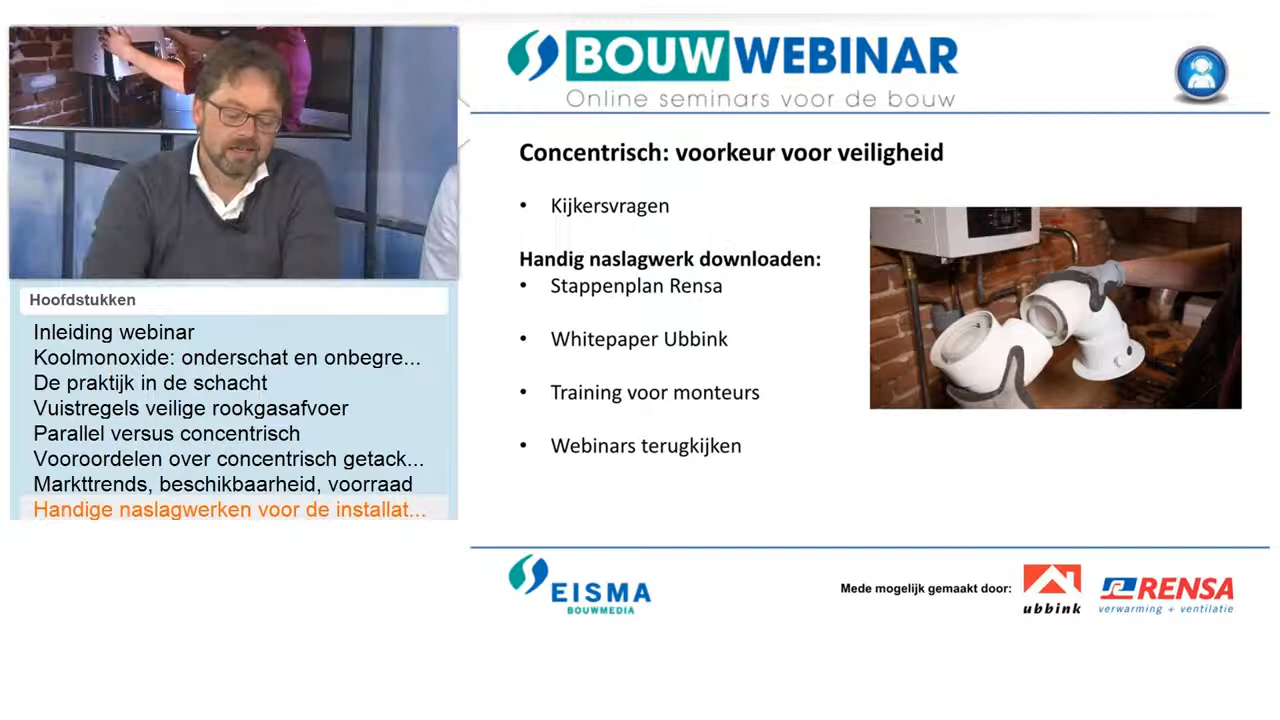 BOUWWEBINAR
Online seminars voor de bouw
Hoofdstukken
Inleiding webinar
Koolmonoxide: onderschat en onbegre...
De praktijk in de schacht
Vuistregels veilige rookgasafvoer
Parallel versus concentrisch
Vooroordelen over concentrisch getack...
Markttrends, beschikbaarheid, voorraad
Handige naslagwerken voor de installat...
Concentrisch: voorkeur voor veiligheid
• Kijkersvragen
Handig naslagwerk downloaden:
• Stappenplan Rensa
• Whitepaper Ubbink
• Training voor monteurs
• Webinars terugkijken
EISMA
BOUWMEDIA
Mede mogelijk gemaakt door:
ubbink
RENSA
verwarming + ventilatie